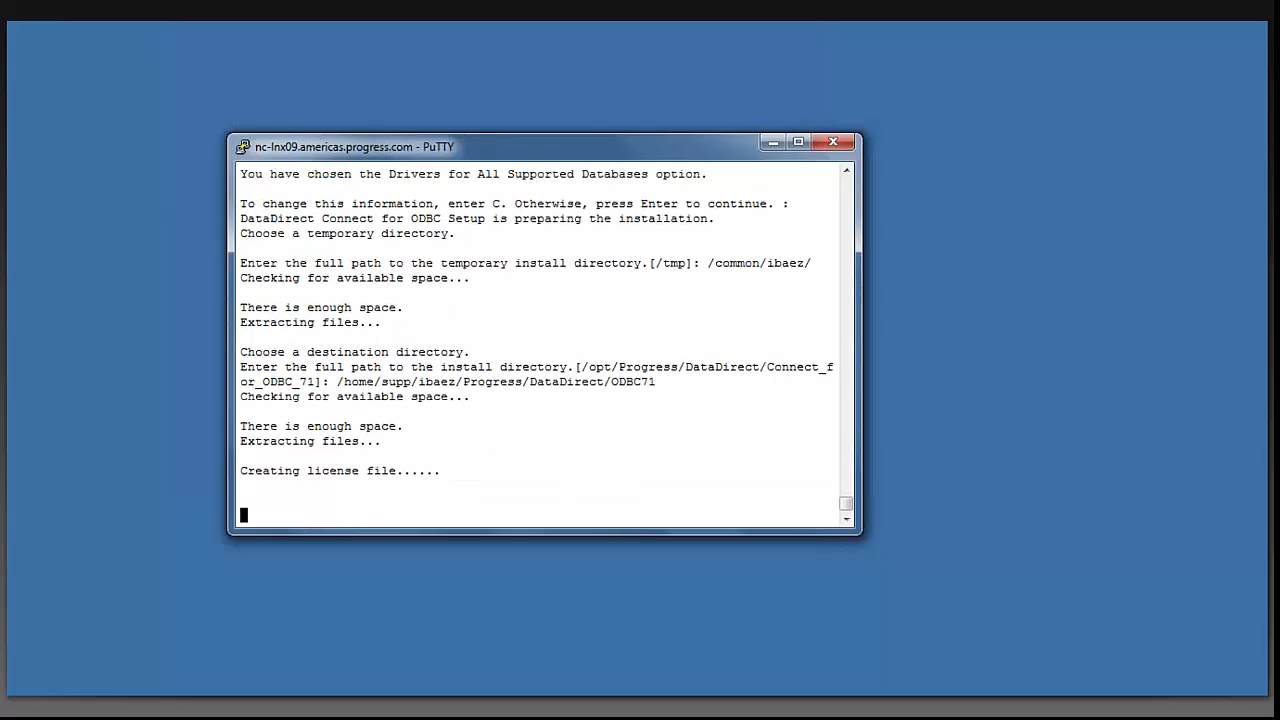 nc-lnx09.americas.progress.com - PuTTY
You have chosen the Drivers for All Supported Databases option.
To change this information, enter C. Otherwise, press Enter to continue. :
DataDirect Connect for ODBC Setup is preparing the installation.
Choose a temporary directory.
Enter the full path to the temporary install directory.[/tmp]: /common/ibaez/
Checking for available space...
There is enough space.
Extracting files...
Choose a destination directory.
Enter the full path to the install directory.[/opt/Progress/DataDirect/Connect_f
or_ODBC_71]: /home/supp/ibaez/Progress/DataDirect/ODBC71
Checking for available space...
There is enough space.
Extracting files...
Creating license file......